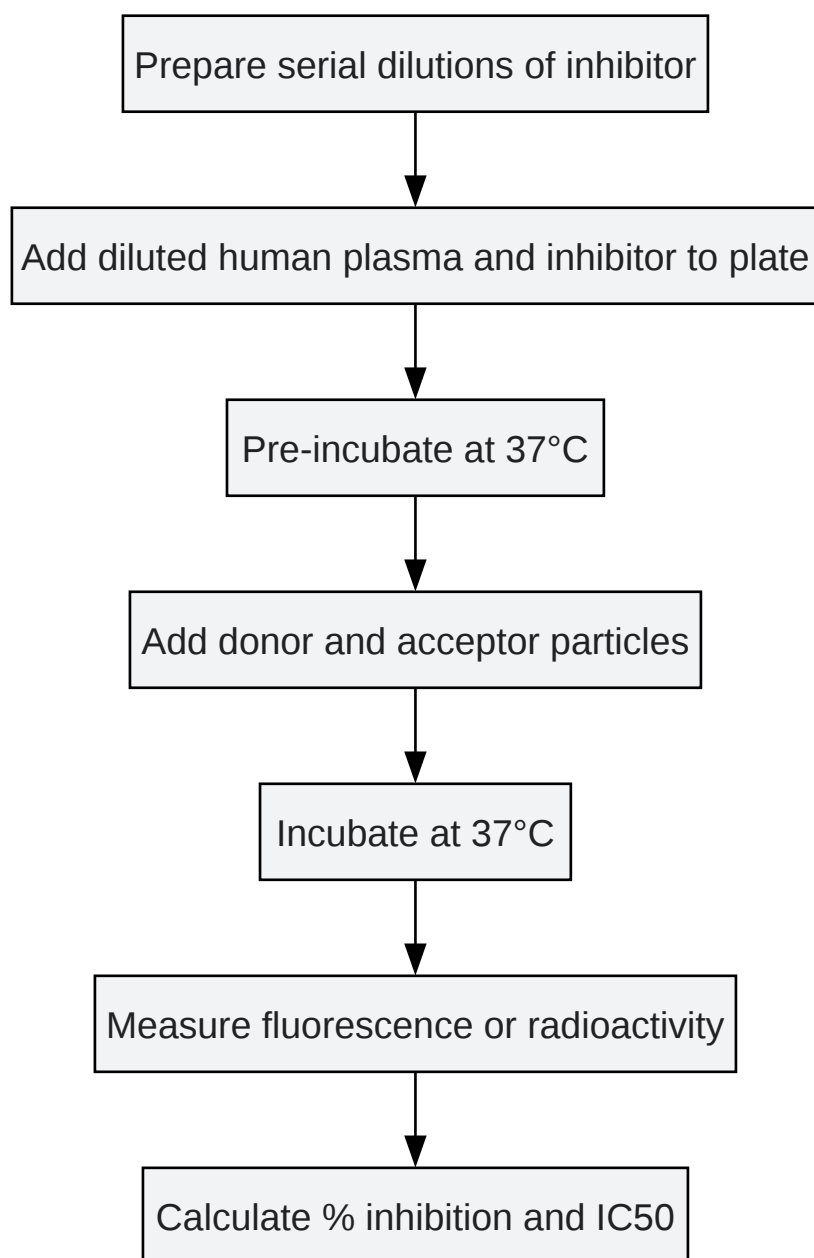 Prepare serial dilutions of inhibitor
Add diluted human plasma and inhibitor to plate
Pre-incubate at 37°C
Add donor and acceptor particles
Incubate at 37°C
Measure fluorescence or radioactivity
Calculate % inhibition and IC50